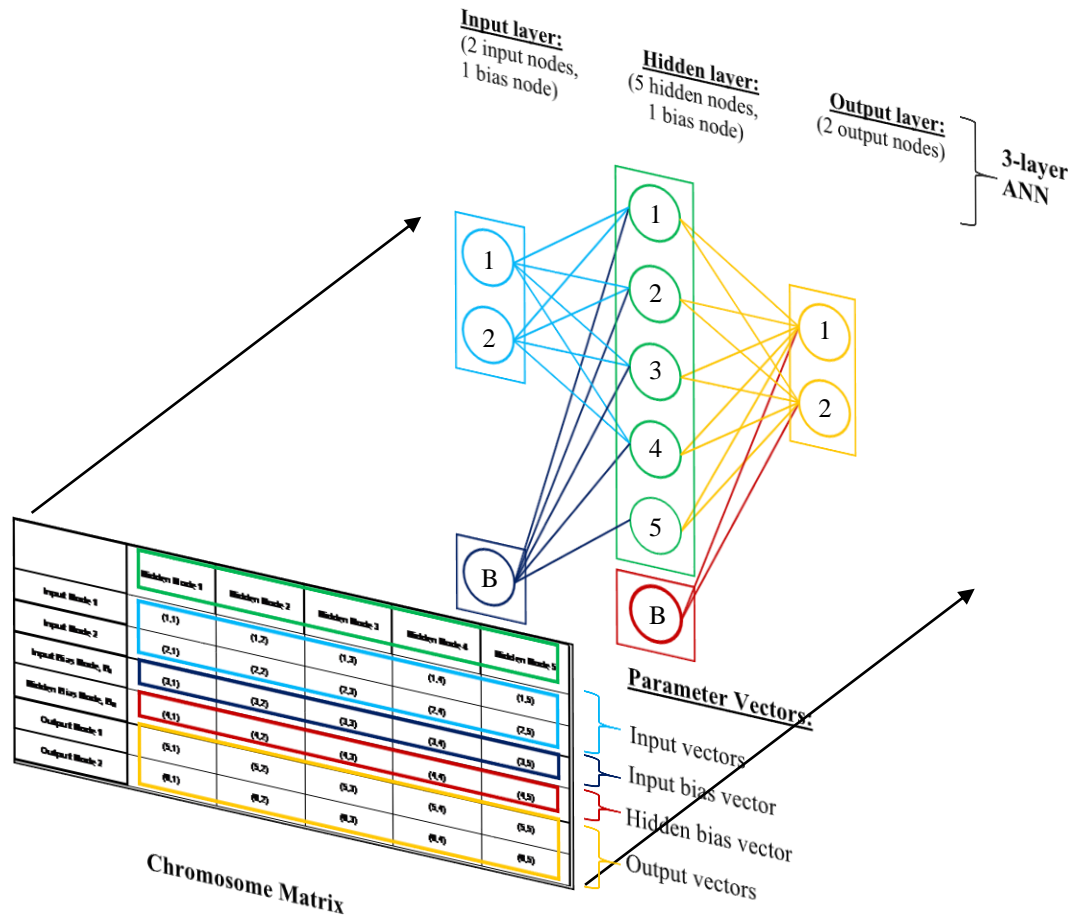 Input layer:
(2 input nodes,
1 bias node)
Hidden layer:
(5 hidden nodes,
1 bias node)
Output layer:
(2 output nodes)
3-layer
ANN
1
2
B
1
2
3
4
5
B
1
2
Hidden Node 1 Hidden Node 2 Hidden Node 3 Hidden Node 4 Hidden Node 5
Input Node 1 (1,1) (1,2) (1,3) (1,4) (1,5)
Input Node 2 (2,1) (2,2) (2,3) (2,4) (2,5)
Input Bias Node, (3,1) (3,2) (3,3) (3,4) (3,5)
Hidden Bias Node, (4,1) (4,2) (4,3) (4,4) (4,5)
Output Node 1 (5,1) (5,2) (5,3) (5,4) (5,5)
Output Node 2 (6,1) (6,2) (6,3) (6,4) (6,5)
Parameter Vectors:
Input vectors
Input bias vector
Hidden bias vector
Output vectors
Chromosome Matrix